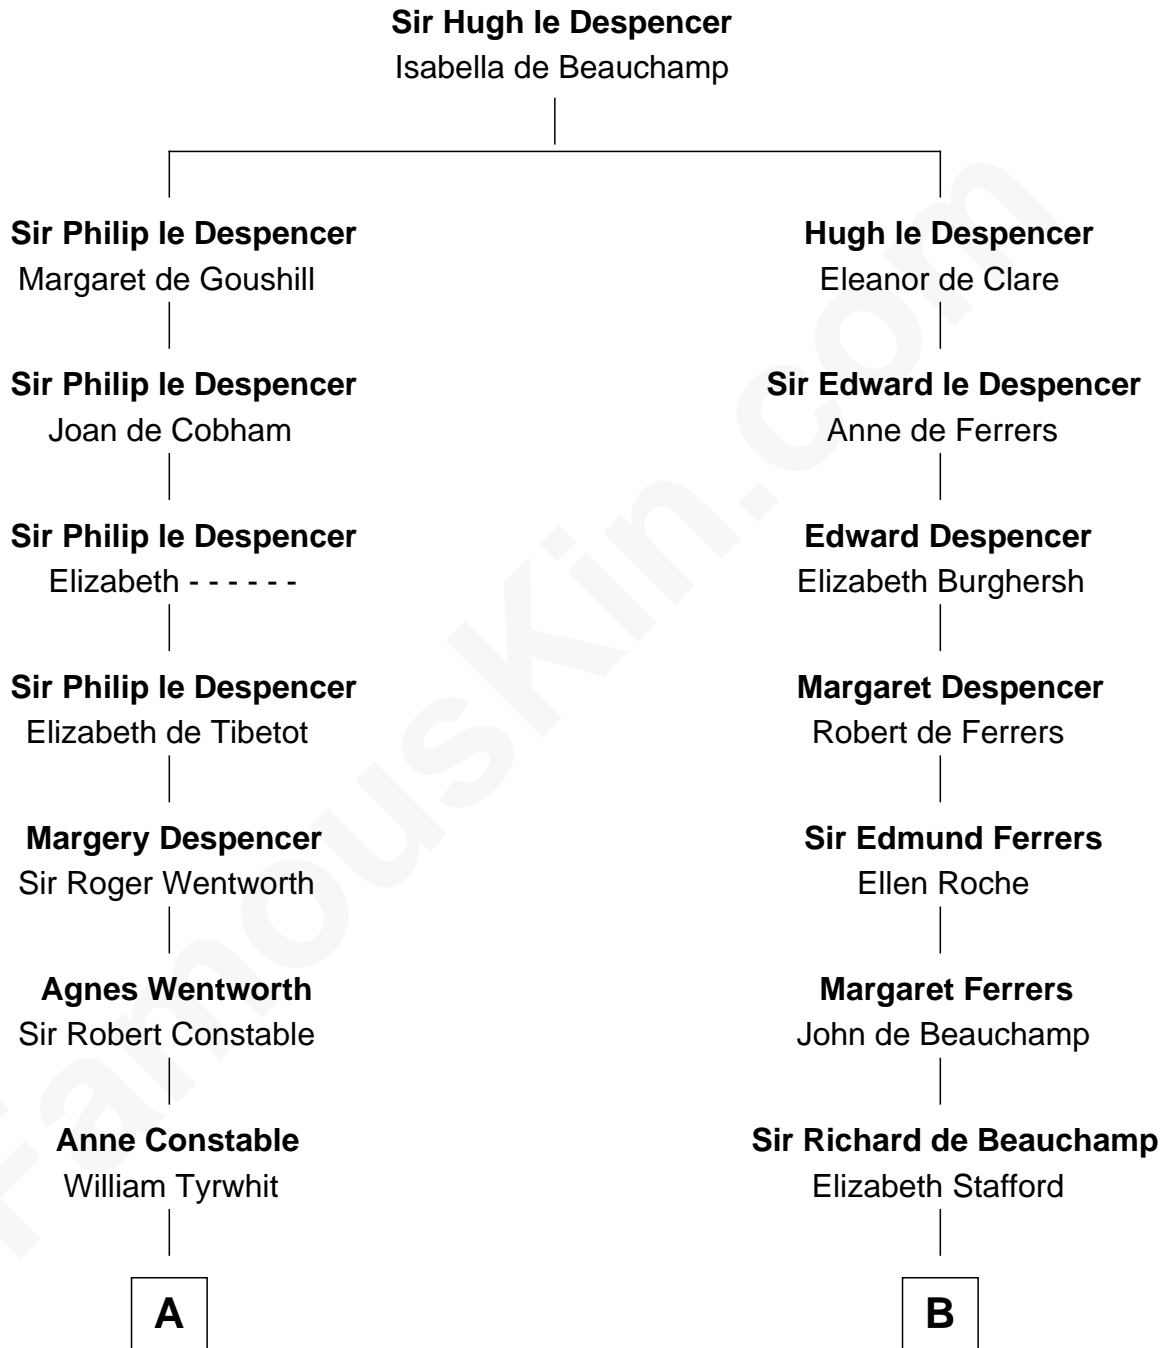 Sir Hugh le Despencer
Isabella de Beauchamp
Sir Philip le Despencer
Margaret de Goushill
Hugh le Despencer
Eleanor de Clare
Sir Philip le Despencer
Joan de Cobham
Sir Edward le Despencer
Anne de Ferrers
Sir Philip le Despencer
Elizabeth - - - - - -
Edward Despencer
Elizabeth Burghersh
Sir Philip le Despencer
Elizabeth de Tibetot
Margaret Despencer
Robert de Ferrers
Margery Despencer
Sir Roger Wentworth
Sir Edmund Ferrers
Ellen Roche
Agnes Wentworth
Sir Robert Constable
Margaret Ferrers
John de Beauchamp
Anne Constable
William Tyrwhit
Sir Richard de Beauchamp
Elizabeth Stafford
A
B
FamousKin.com